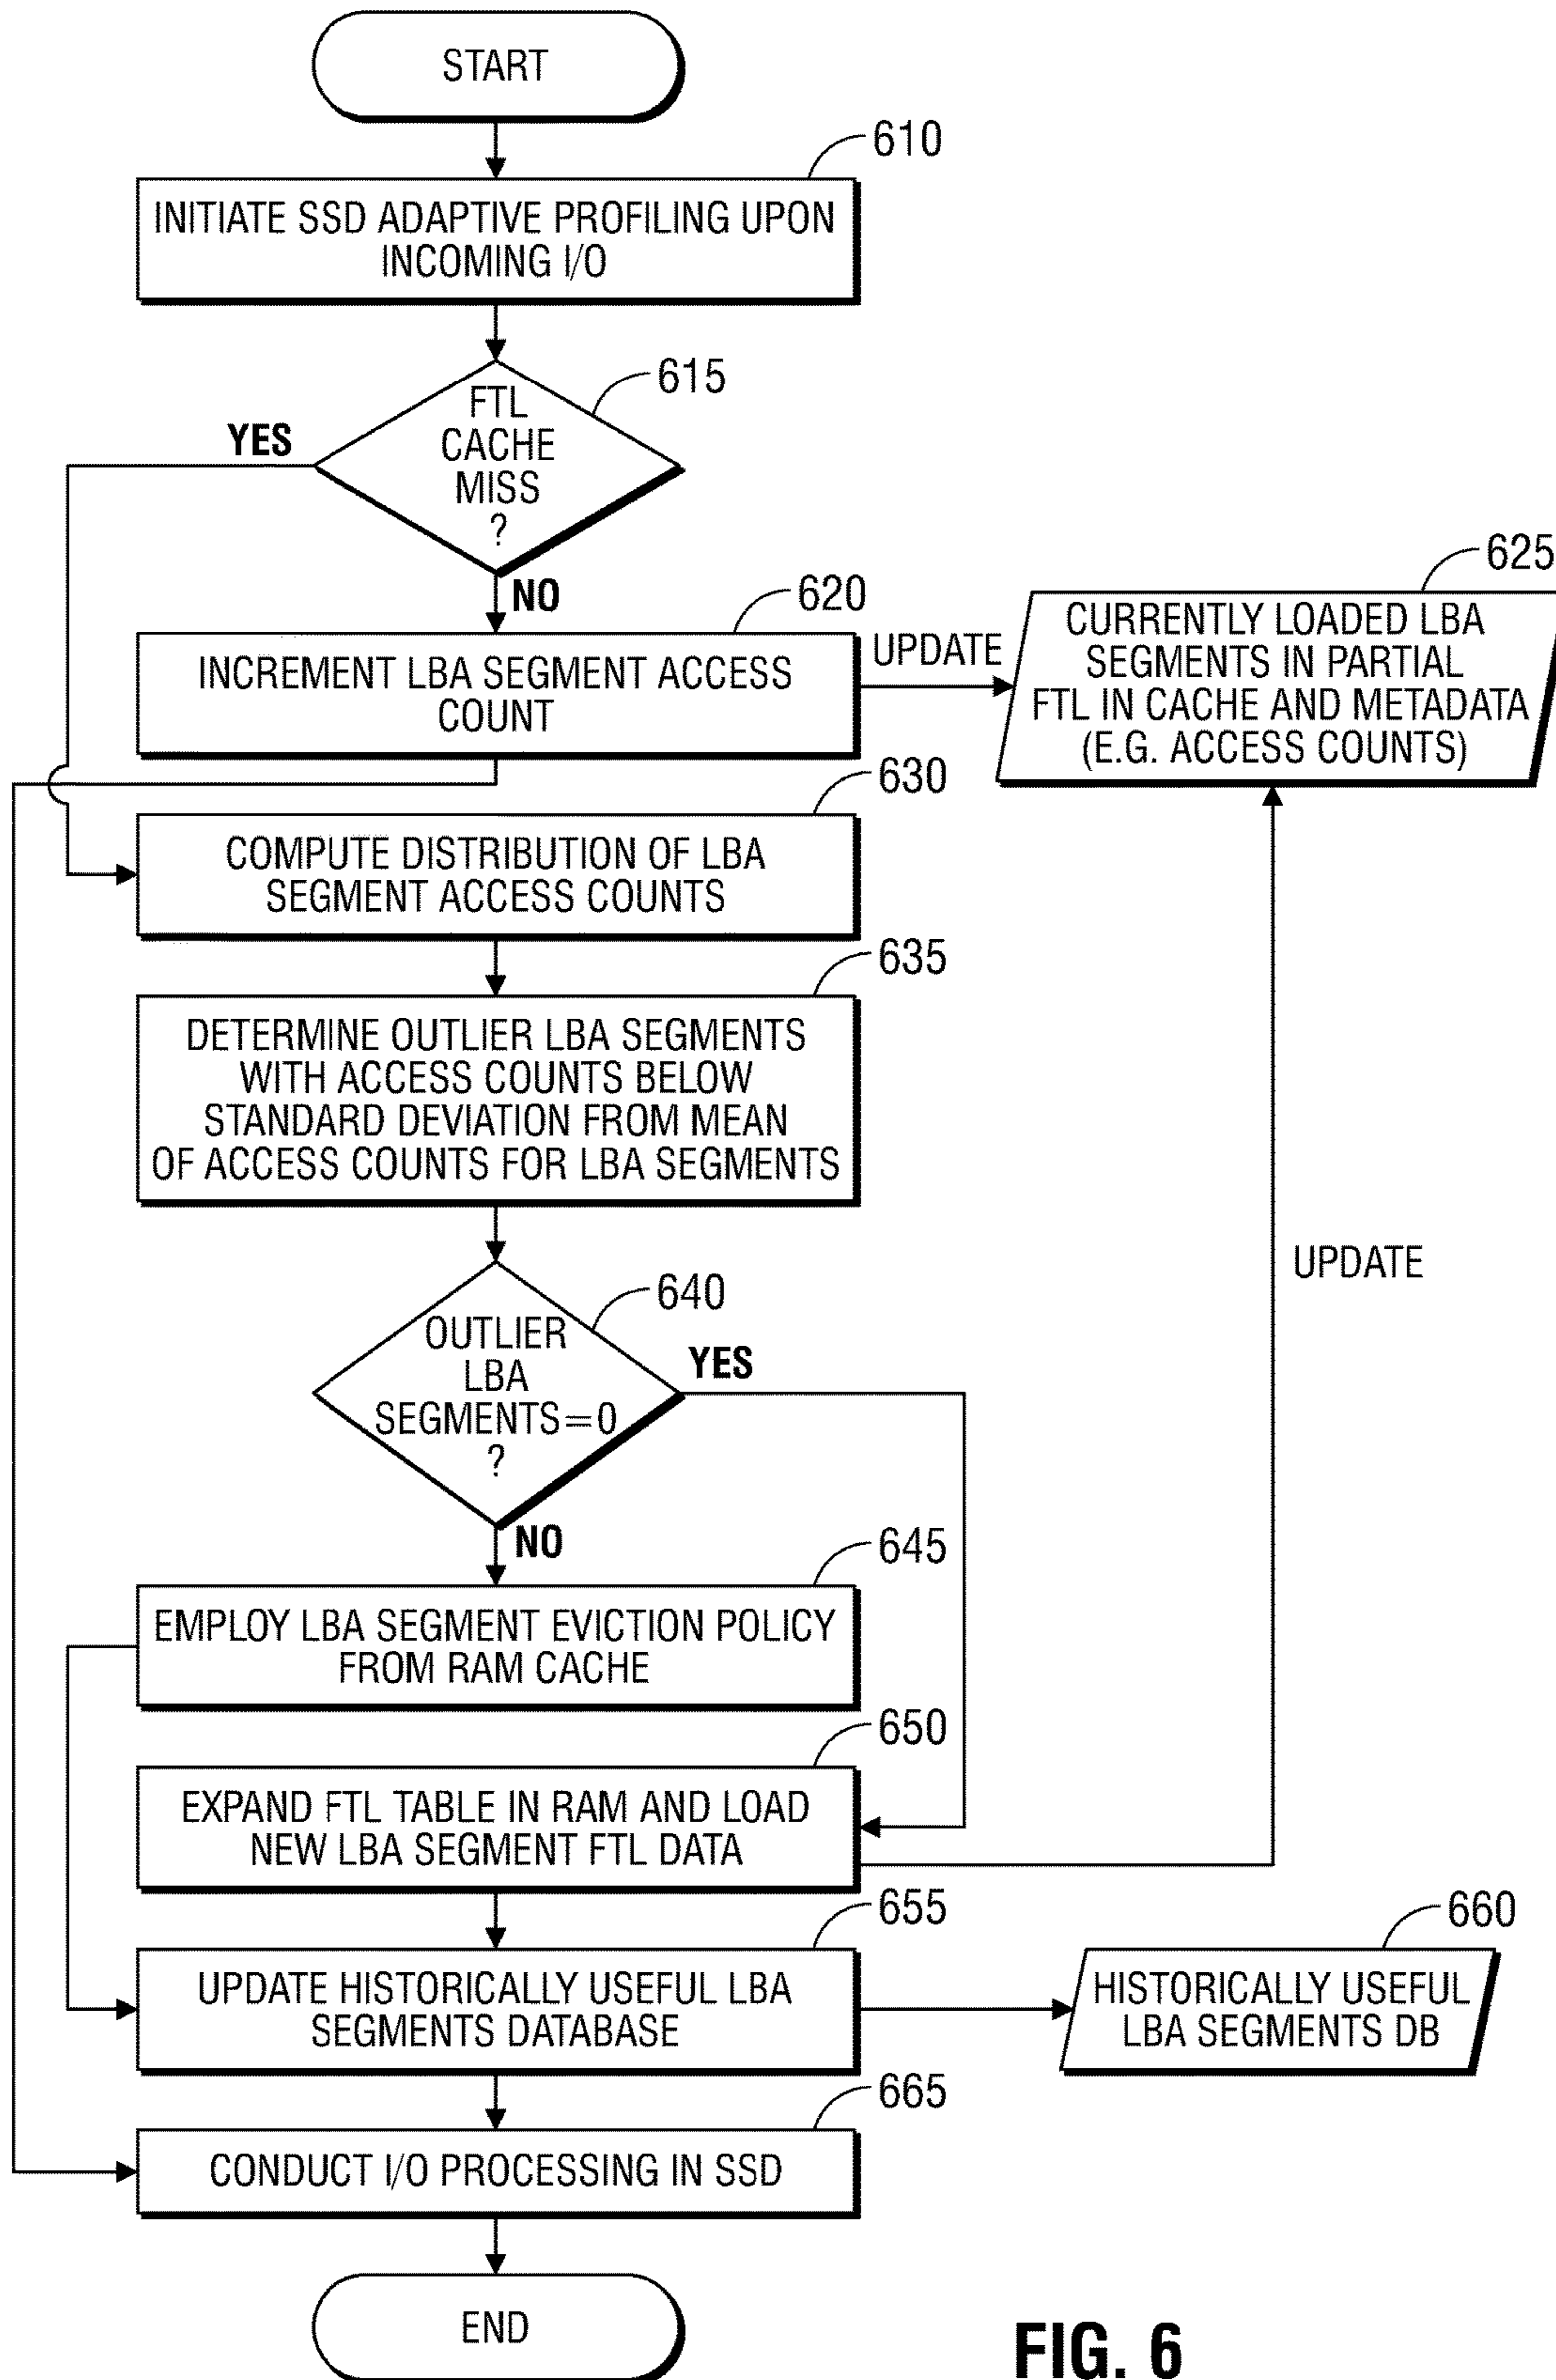 START
610
INITIATE SSD ADAPTIVE PROFILING UPON
INCOMING I/O
615
FTL
CACHE
MISS
?
YES
NO
620
INCREMENT LBA SEGMENT ACCESS
COUNT
UPDATE
625
CURRENTLY LOADED LBA
SEGMENTS IN PARTIAL
FTL IN CACHE AND METADATA
(E.G. ACCESS COUNTS)
630
COMPUTE DISTRIBUTION OF LBA
SEGMENT ACCESS COUNTS
635
DETERMINE OUTLIER LBA SEGMENTS
WITH ACCESS COUNTS BELOW
STANDARD DEVIATION FROM MEAN
OF ACCESS COUNTS FOR LBA SEGMENTS
UPDATE
640
OUTLIER
LBA
SEGMENTS=0
?
YES
NO
645
EMPLOY LBA SEGMENT EVICTION POLICY
FROM RAM CACHE
650
EXPAND FTL TABLE IN RAM AND LOAD
NEW LBA SEGMENT FTL DATA
655
UPDATE HISTORICALLY USEFUL LBA
SEGMENTS DATABASE
660
HISTORICALLY USEFUL
LBA SEGMENTS DB
665
CONDUCT I/O PROCESSING IN SSD
END
FIG. 6